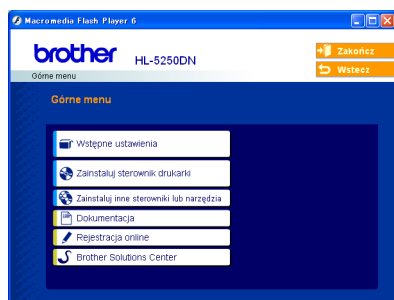 Macromedia Flash Player 6
brother
HL-5250DN
Zakończ
Wstecz
Górne menu
Górne menu
Wstępne ustawienia
Zainstaluj sterownik drukarki
Zainstaluj inne sterowniki lub narzędzia
Dokumentacja
Rejestracja online
Brother Solutions Center